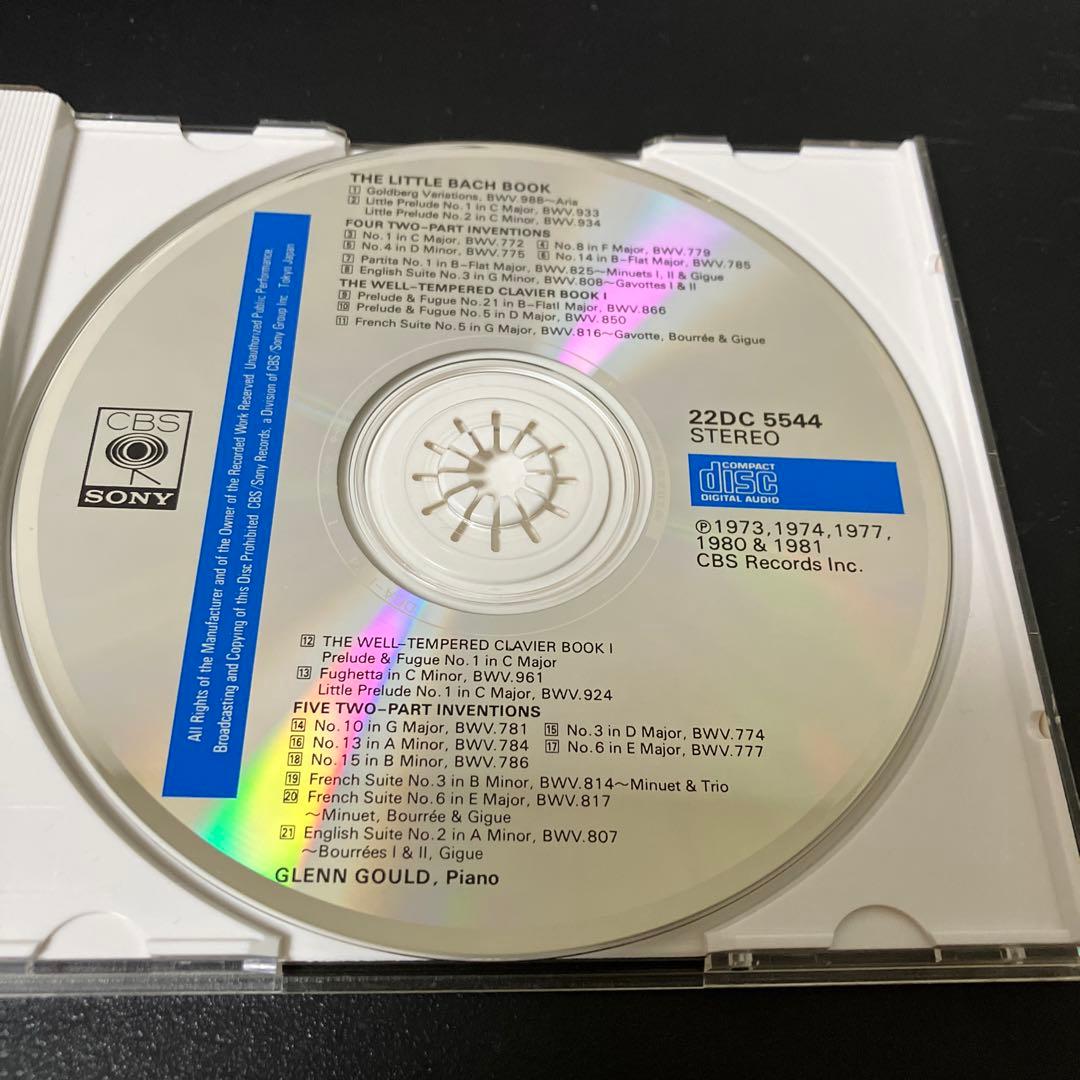 THE LITTLE BACH BOOK
1 Goldberg Variations, BWV.988~Aria
2 Little Prelude No.1 in C Major, BWV.933
Little Prelude No.2 in C Minor, BWV.934
FOUR TWO-PART INVENTIONS
3 No.1 in C Major, BWV.772 4 No.8 in F Major, BWV.779
5 No.4 in D Minor, BWV.775 6 No.14 in B-Flat Major, BWV.785
7 Partita No.1 in B-Flat Major, BWV.825~Minuets I, II & Gigue
8 English Suite No.3 in G Minor, BWV.808~Gavottes I & II
THE WELL-TEMPERED CLAVIER BOOK I
9 Prelude & Fugue No.21 in B-Flatl Major, BWV.866
10 Prelude & Fugue No.5 in D Major, BWV.850
11 French Suite No.5 in G Major, BWV.816~Gavotte, Bourrée & Gigue
All Rights of the Manufacturer and of the Owner of the Recorded Work Reserved Unauthorized Public Performance.
Broadcasting and Copying of this Disc Prohibited CBS/Sony Records, a Division of CBS/Sony Group Inc. Tokyo Japan
CBS
SONY
22DC 5544
STEREO
COMPACT
disc
DIGITAL AUDIO
℗1973,1974,1977,
1980 & 1981
CBS Records Inc.
12 THE WELL-TEMPERED CLAVIER BOOK I
Prelude & Fugue No.1 in C Major
13 Fughetta in C Minor, BWV.961
Little Prelude No.1 in C Major, BWV.924
FIVE TWO-PART INVENTIONS
14 No.10 in G Major, BWV.781 15 No.3 in D Major, BWV.774
16 No.13 in A Minor, BWV.784 17 No.6 in E Major, BWV.777
18 No.15 in B Minor, BWV.786
19 French Suite No.3 in B Minor, BWV.814~Minuet & Trio
20 French Suite No.6 in E Major, BWV.817
~Minuet, Bourrée & Gigue
21 English Suite No.2 in A Minor, BWV.807
~Bourrées I & II, Gigue
GLENN GOULD, Piano